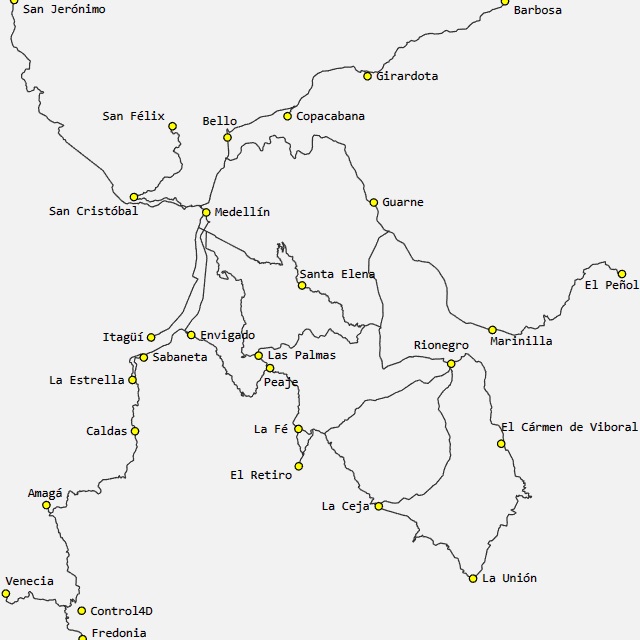 San Jerónimo
Barbosa
Girardota
San Félix
Bello
Copacabana
Guarne
San Cristóbal
Medellín
Santa Elena
El Peñol
Itagüí
Envigado
Marinilla
Rionegro
Sabaneta
Las Palmas
La Estrella
Peaje
La Fé
El Cármen de Viboral
Caldas
El Retiro
Amagá
La Ceja
Venecia
La Unión
Control4D
Fredonia